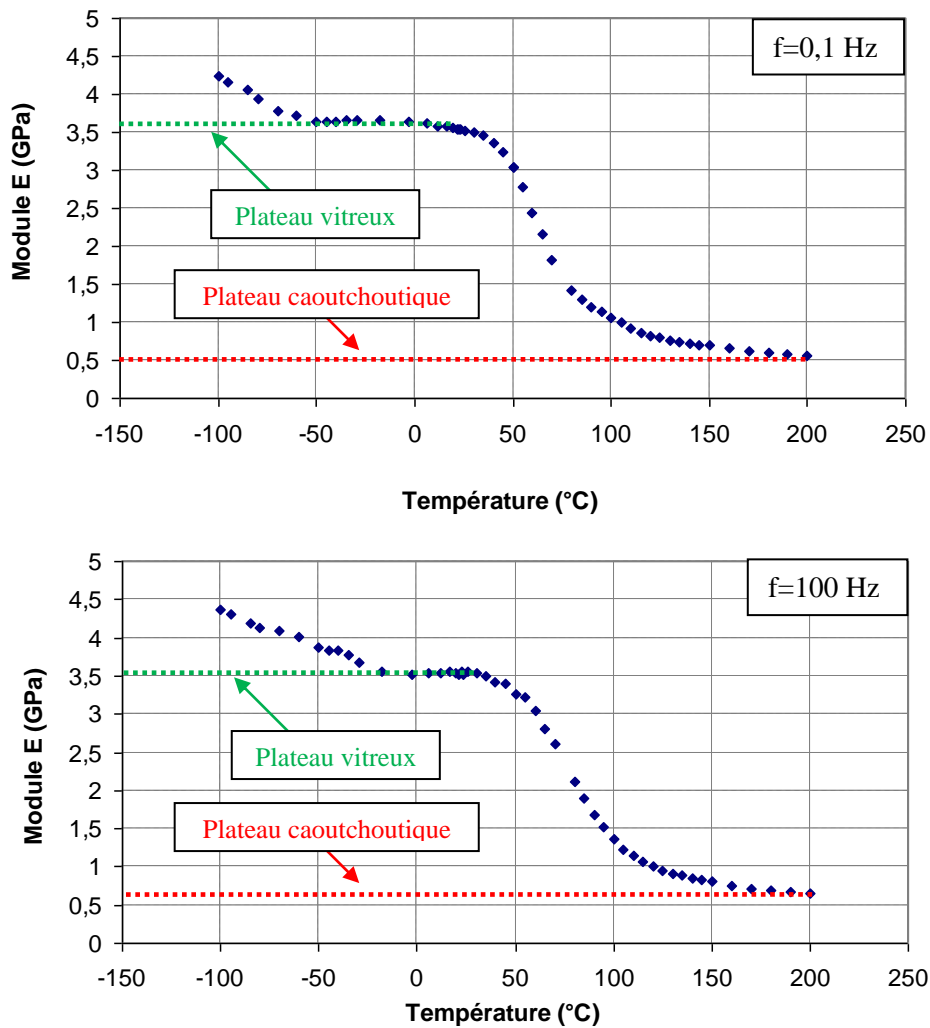 f=0,1 Hz
5
4,5
4
3,5
3
2,5
2
1,5
1
0,5
0
Module E (GPa)
Plateau vitreux
Plateau caoutchoutique
-150 -100 -50 0 50 100 150 200 250
Température (°C)
f=100 Hz
5
4,5
4
3,5
3
2,5
2
1,5
1
0,5
0
Module E (GPa)
Plateau vitreux
Plateau caoutchoutique
-150 -100 -50 0 50 100 150 200 250
Température (°C)